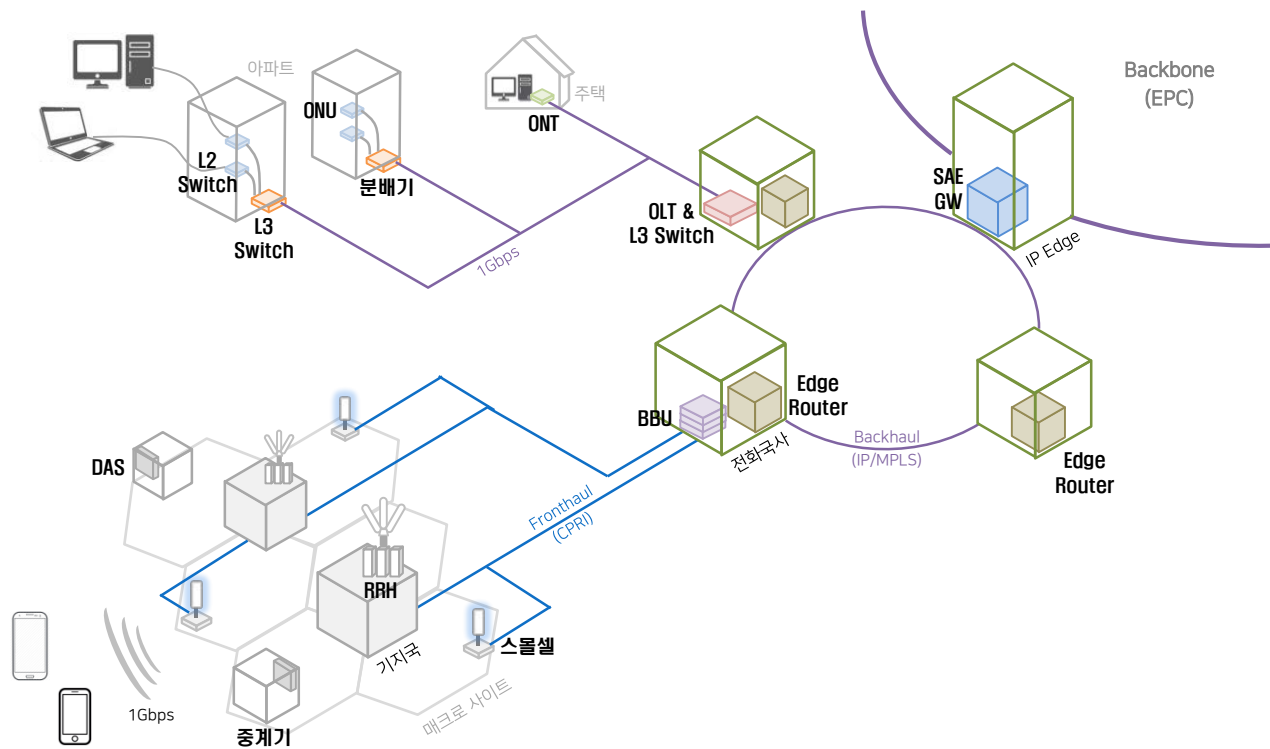 아파트
주택
Backbone
(EPC)
ONU
ONT
L2
Switch
분배기
L3
Switch
OLT &
L3 Switch
SAE
GW
IP Edge
1Gbps
Edge
Router
BBU
전화국사
Backhaul
(IP/MPLS)
Edge
Router
DAS
Fronthaul
(CPRI)
RRH
기지국
스몰셀
매크로 사이트
1Gbps
중계기